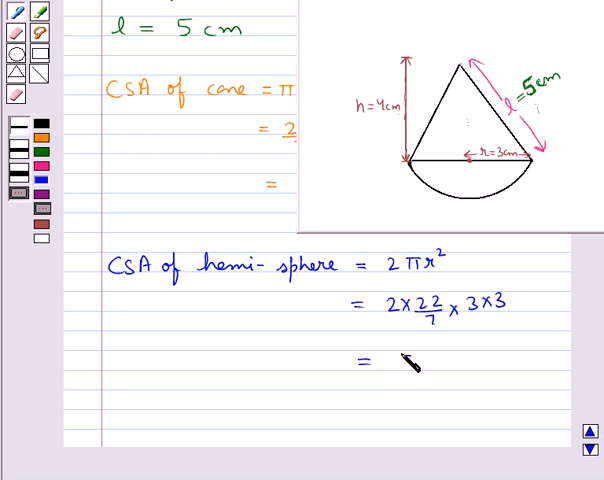 l = 5 cm
CSA of cone = π
= 2
=
h = 4cm
l = 5cm
r = 3cm
CSA of hemi-sphere = 2πr²
= 2 × 22/7 × 3 × 3
=